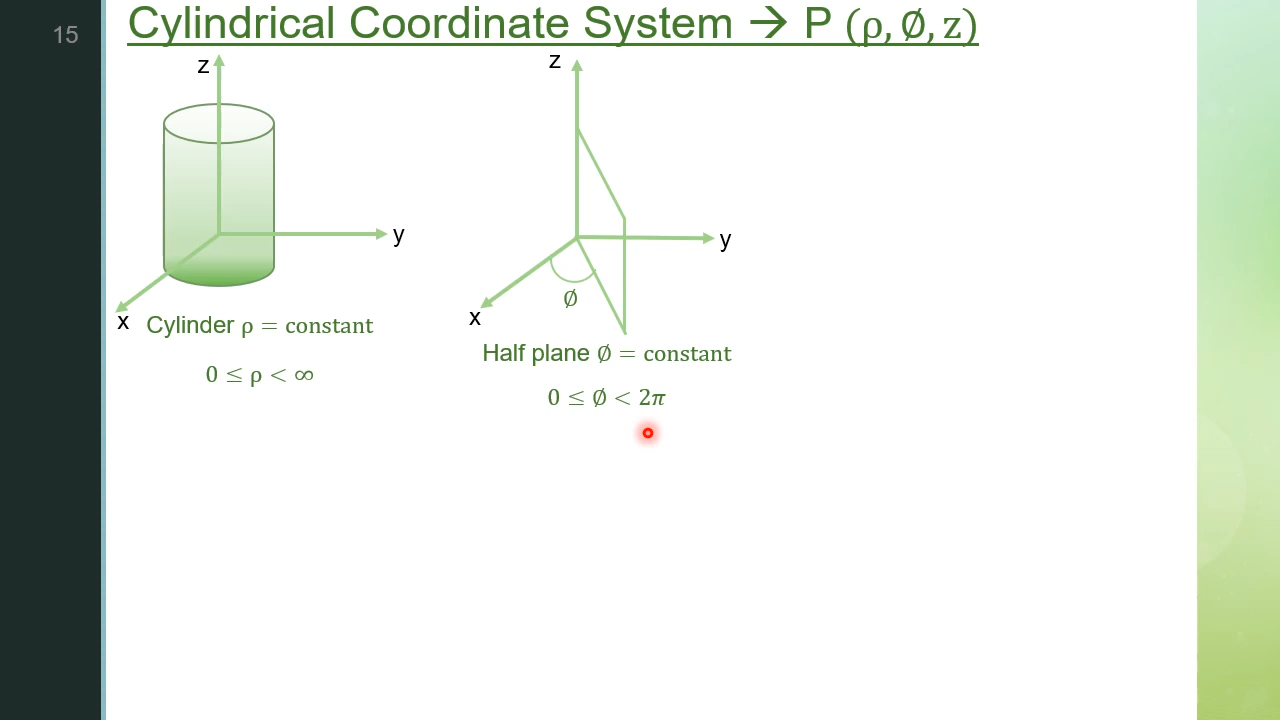 15
Cylindrical Coordinate System → P (ρ, ∅, z)
z
y
x
Cylinder ρ = constant
0 ≤ ρ < ∞
z
y
x
∅
Half plane ∅ = constant
0 ≤ ∅ < 2π